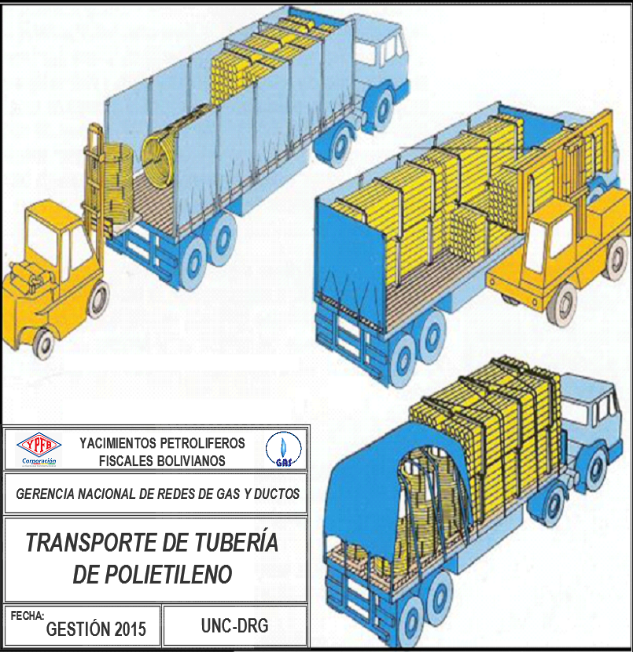 YPFB
Corporación
YACIMIENTOS PETROLIFEROS
FISCALES BOLIVIANOS
GAS
GERENCIA NACIONAL DE REDES DE GAS Y DUCTOS
TRANSPORTE DE TUBERÍA
DE POLIETILENO
FECHA:
GESTIÓN 2015
UNC-DRG